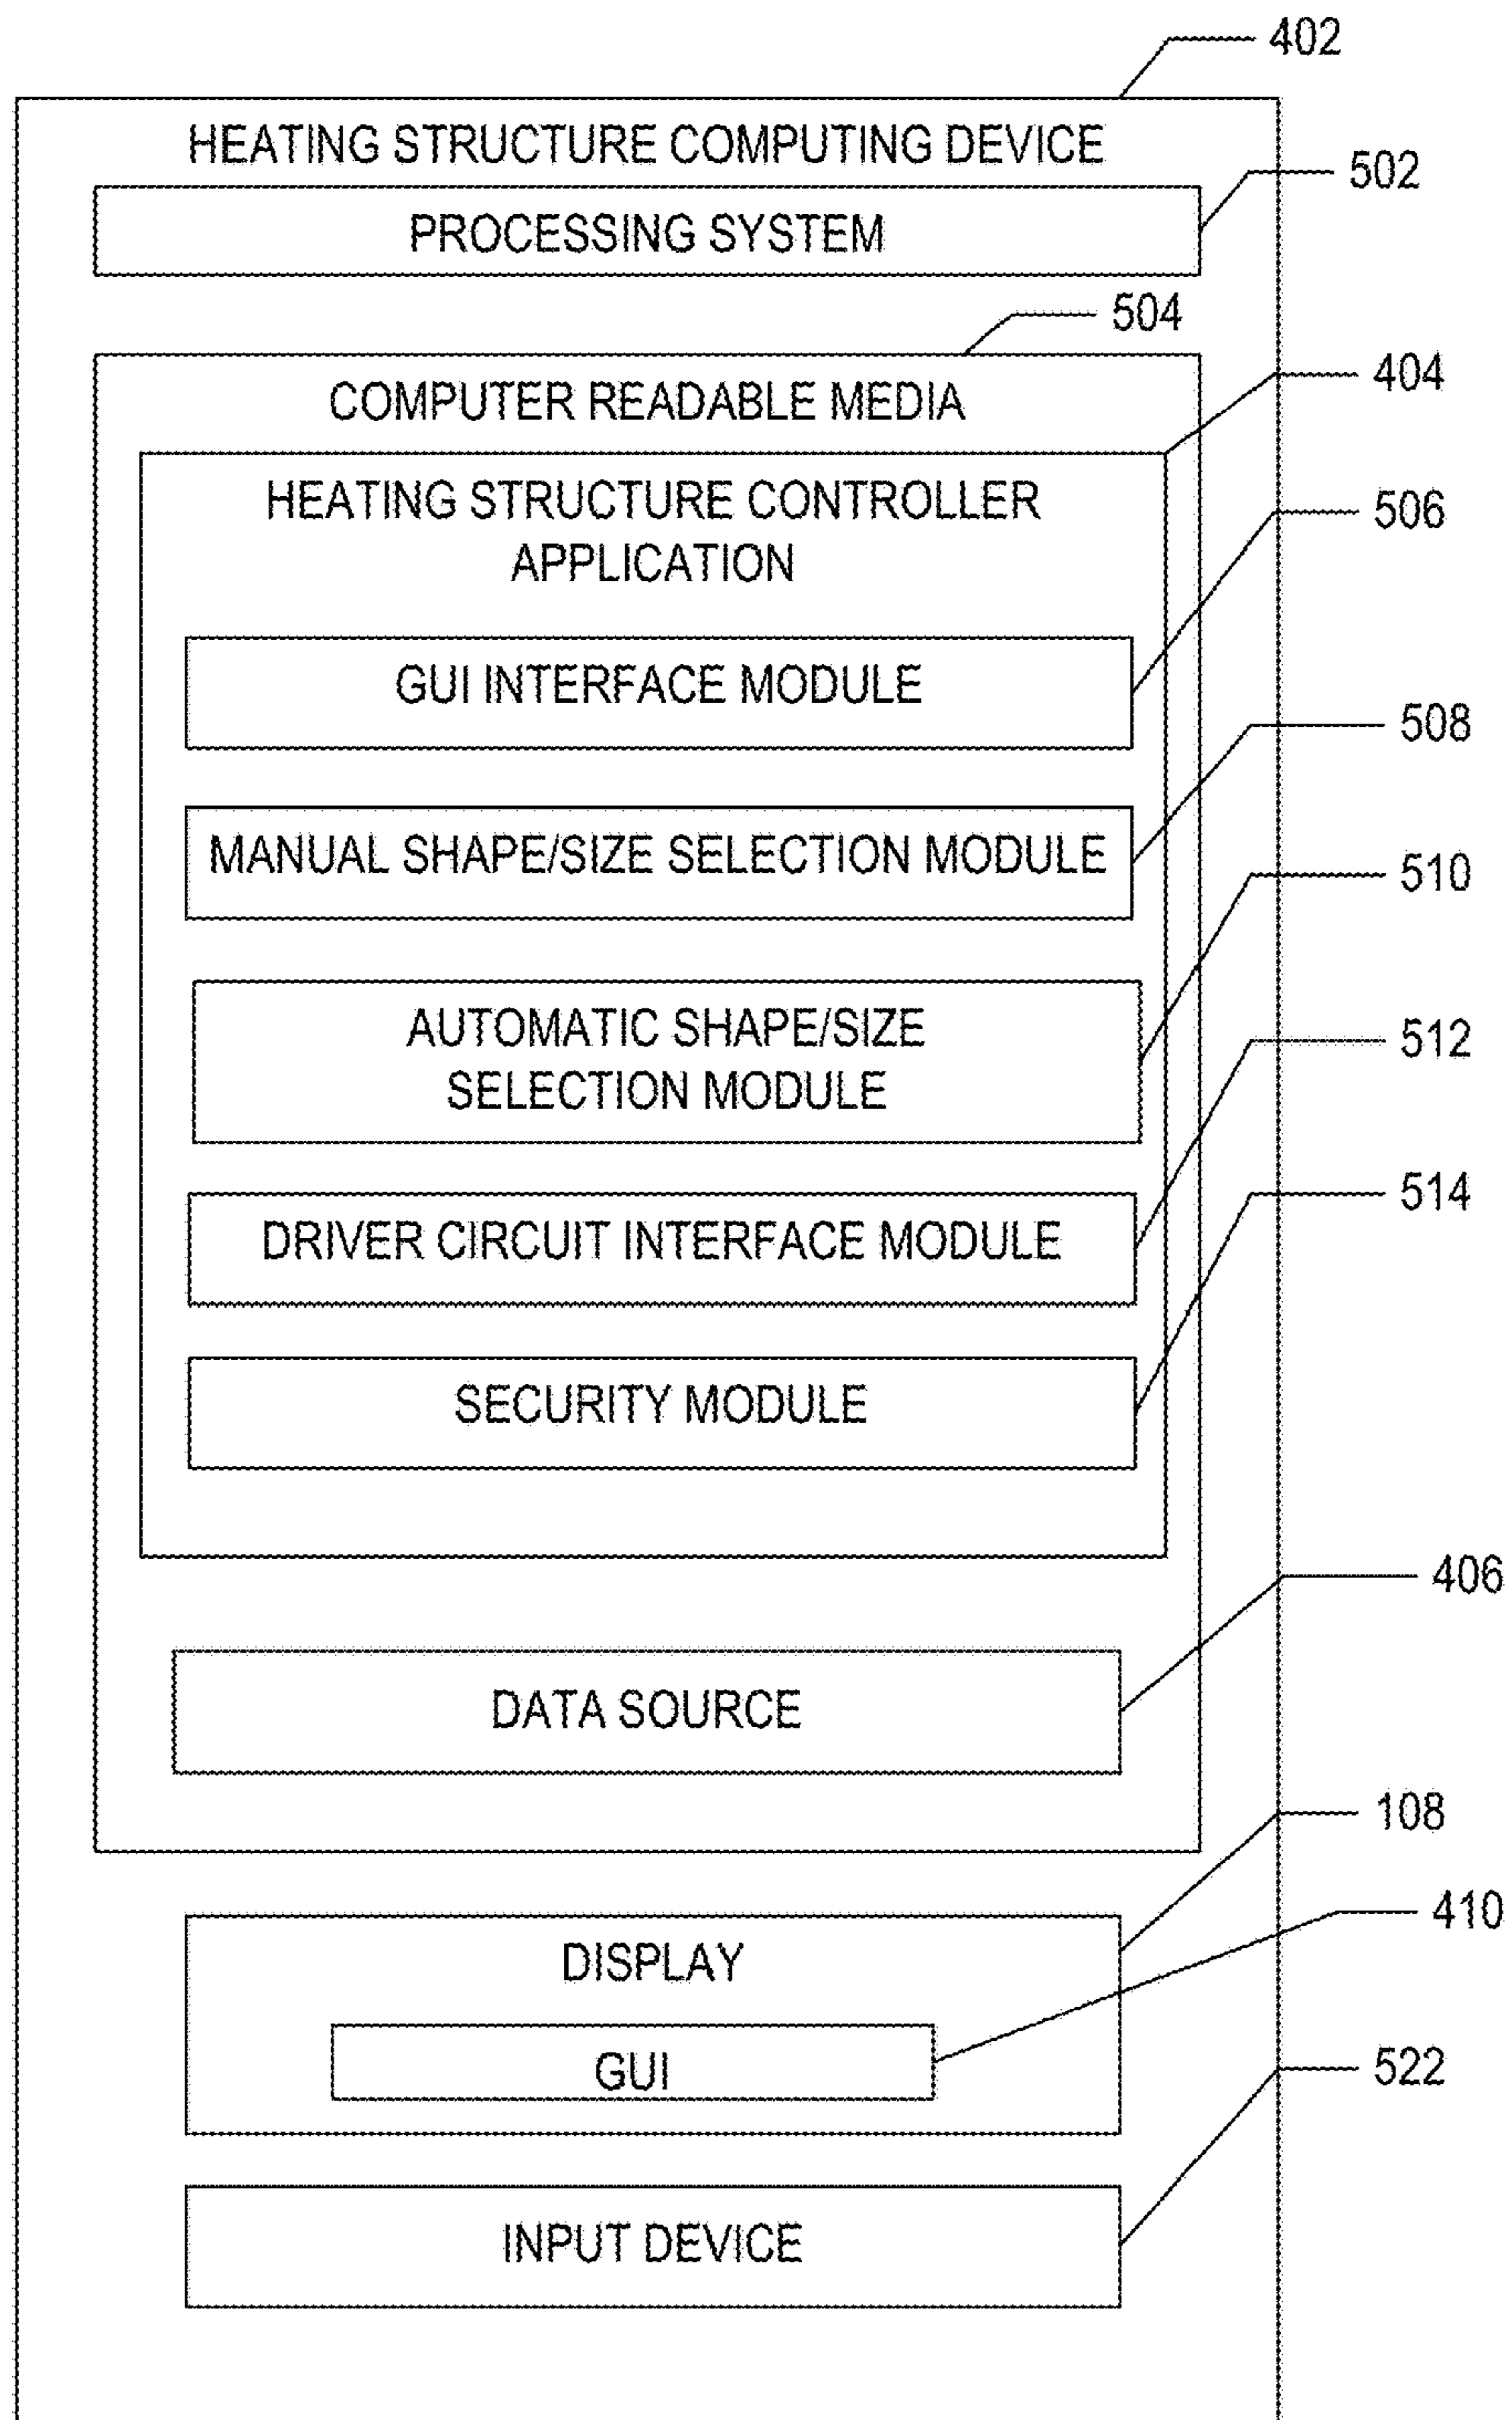 402
HEATING STRUCTURE COMPUTING DEVICE
502
PROCESSING SYSTEM
504
COMPUTER READABLE MEDIA
404
HEATING STRUCTURE CONTROLLER
APPLICATION
506
GUI INTERFACE MODULE
508
MANUAL SHAPE/SIZE SELECTION MODULE
510
AUTOMATIC SHAPE/SIZE
SELECTION MODULE
512
DRIVER CIRCUIT INTERFACE MODULE
514
SECURITY MODULE
406
DATA SOURCE
108
DISPLAY
410
GUI
522
INPUT DEVICE